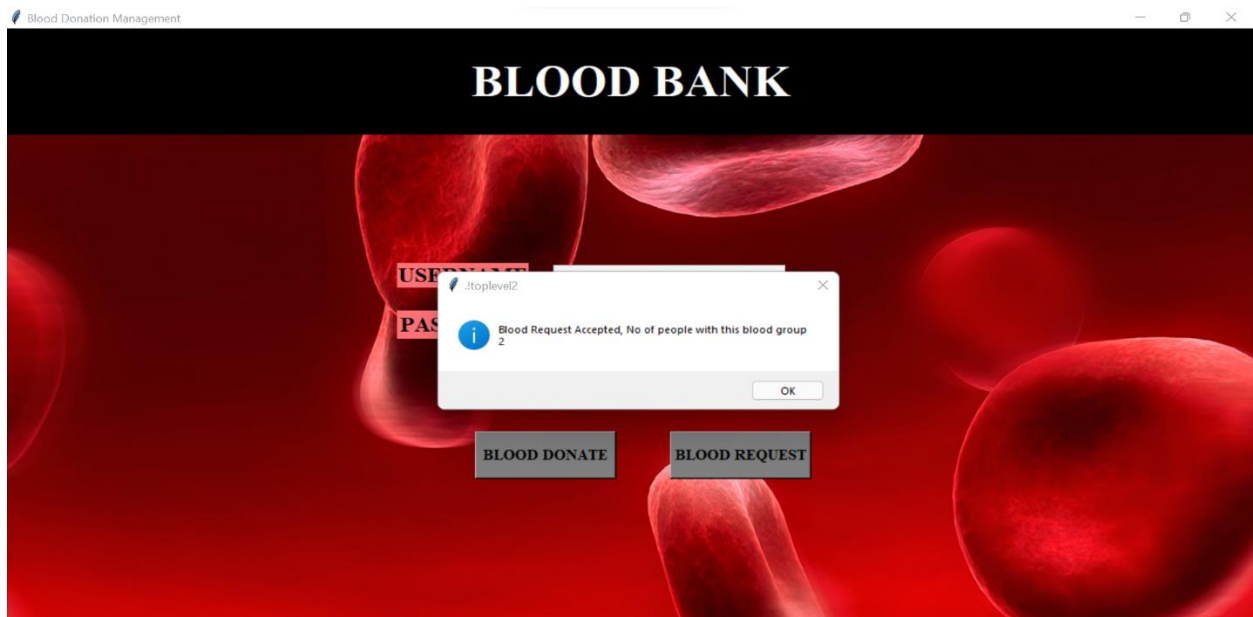 Blood Donation Management
BLOOD BANK
.!toplevel2
Blood Request Accepted, No of people with this blood group
2
OK
BLOOD DONATE
BLOOD REQUEST